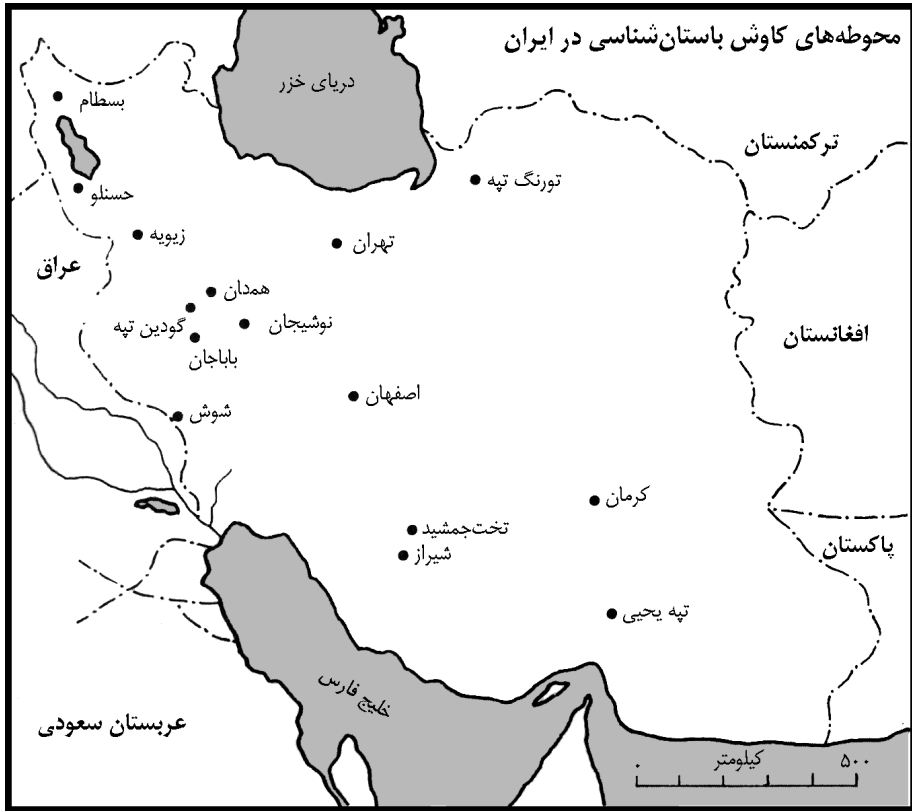 محوطه‌های کاوش باستان‌شناسی در ایران
دریای خزر
بسطام
ترکمنستان
تورنگ تپه
حسنلو
زیویه
تهران
عراق
همدان
گودین تپه
نوشیجان
افغانستان
باباجان
اصفهان
شوش
کرمان
تخت‌جمشید
شیراز
پاکستان
تپه یحیی
خلیج فارس
عربستان سعودی
کیلومتر
۰ ۵۰۰